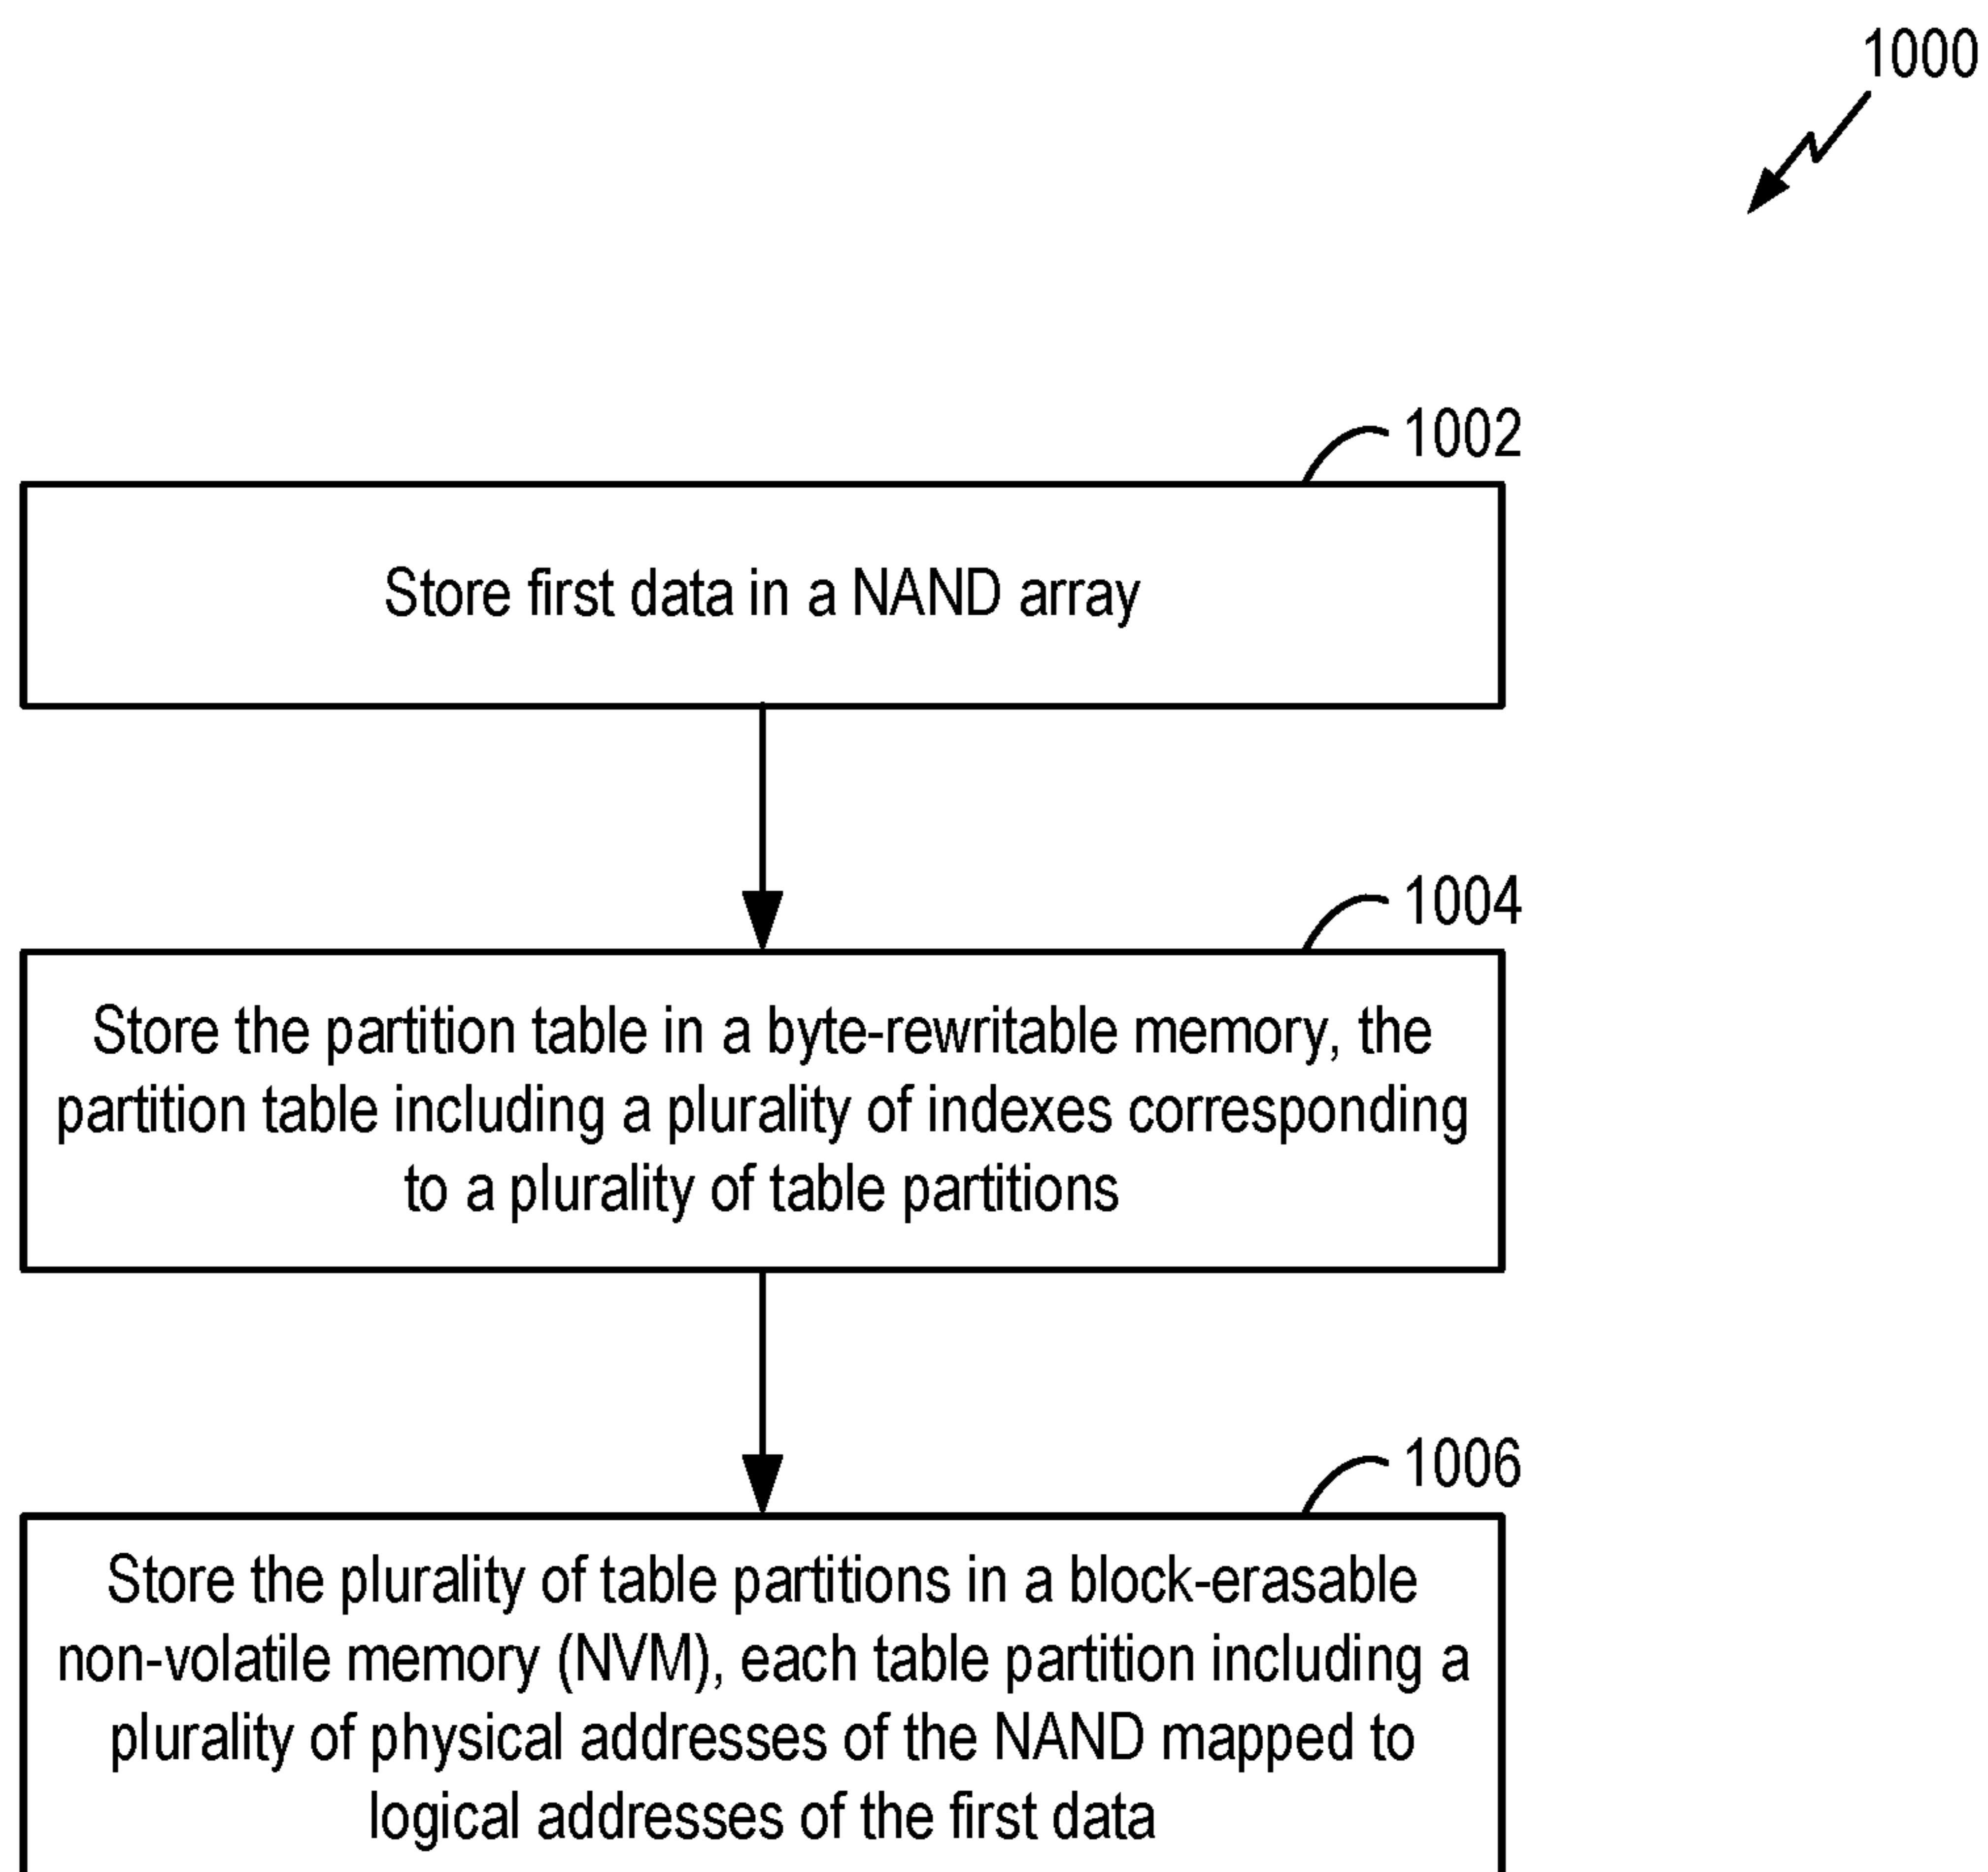 1000
1002
Store first data in a NAND array
1004
Store the partition table in a byte-rewritable memory, the
partition table including a plurality of indexes corresponding
to a plurality of table partitions
1006
Store the plurality of table partitions in a block-erasable
non-volatile memory (NVM), each table partition including a
plurality of physical addresses of the NAND mapped to
logical addresses of the first data